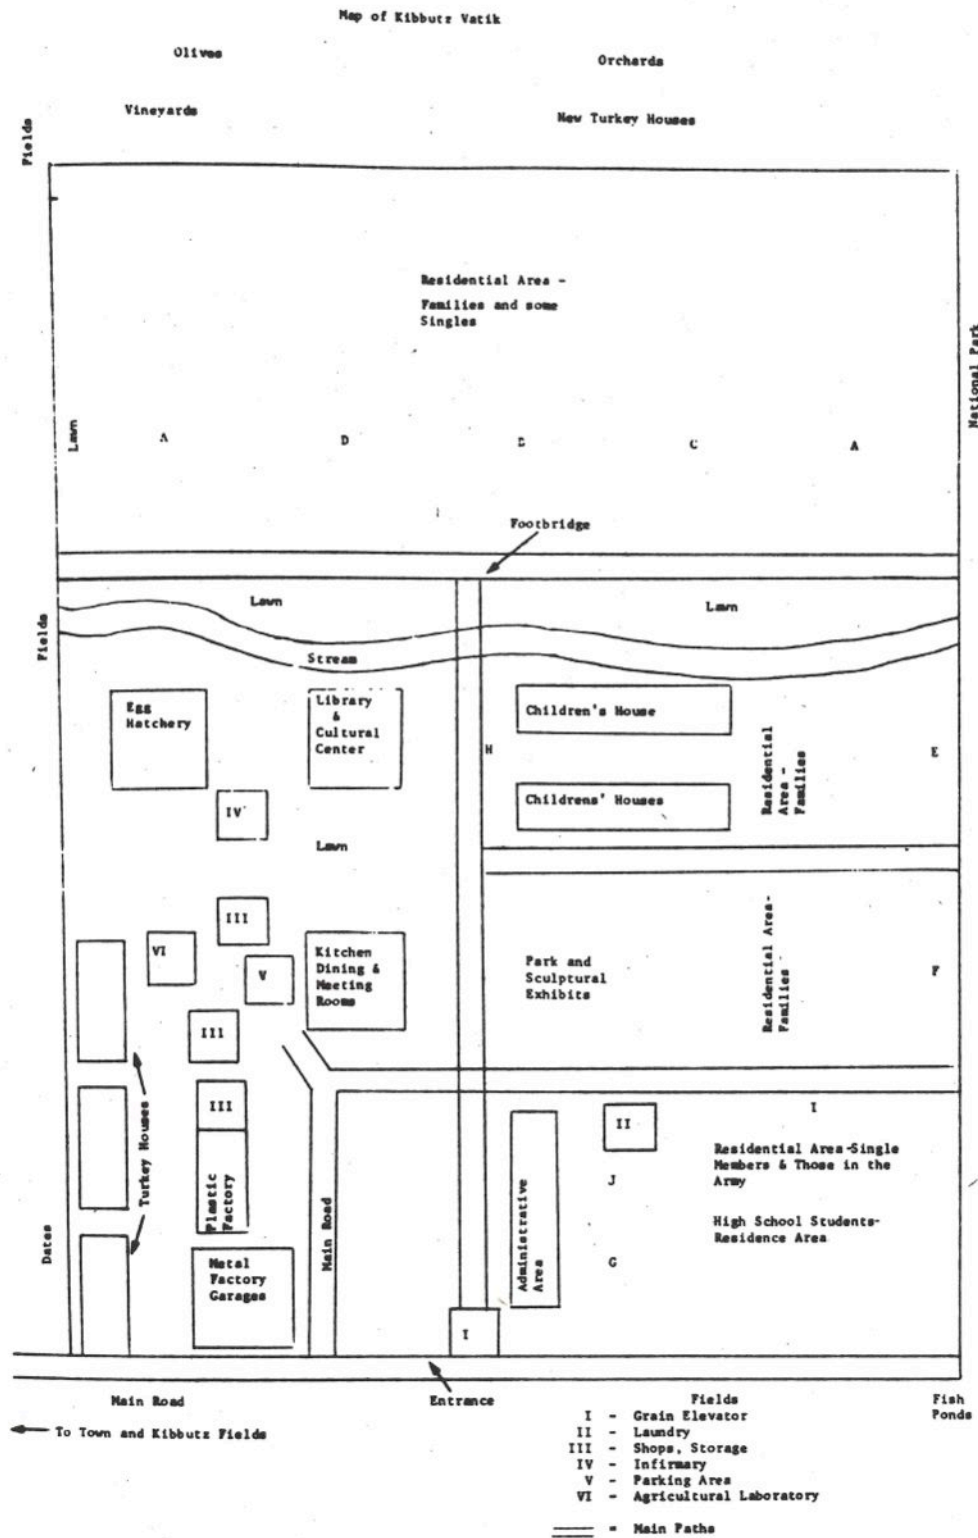 Map of Kibbutz Vatik
Olives
Orchards
Vineyards
New Turkey Houses
Fields
Residential Area -
Families and some
Singles
National Park
Lawn
A
D
B
C
A
Footbridge
Fields
Lawn
Lawn
Stream
Egg
Hatchery
Library
&
Cultural
Center
Children's House
H
Residential
Area -
Families
E
Childrens' Houses
IV
Lawn
III
VI
V
Kitchen
Dining &
Meeting
Rooms
Park and
Sculptural
Exhibits
Residential Area-
Families
F
III
Turkey Houses
III
Plastic
Factory
Main Road
II
I
Residential Area-Single
Members & Those in the
Army
J
High School Students-
Residence Area
G
Administrative
Area
Dates
Metal
Factory
Garages
I
Main Road
Entrance
Fields
Fish
Ponds
To Town and Kibbutz Fields
I - Grain Elevator
II - Laundry
III - Shops, Storage
IV - Infirmary
V - Parking Area
VI - Agricultural Laboratory
= Main Paths